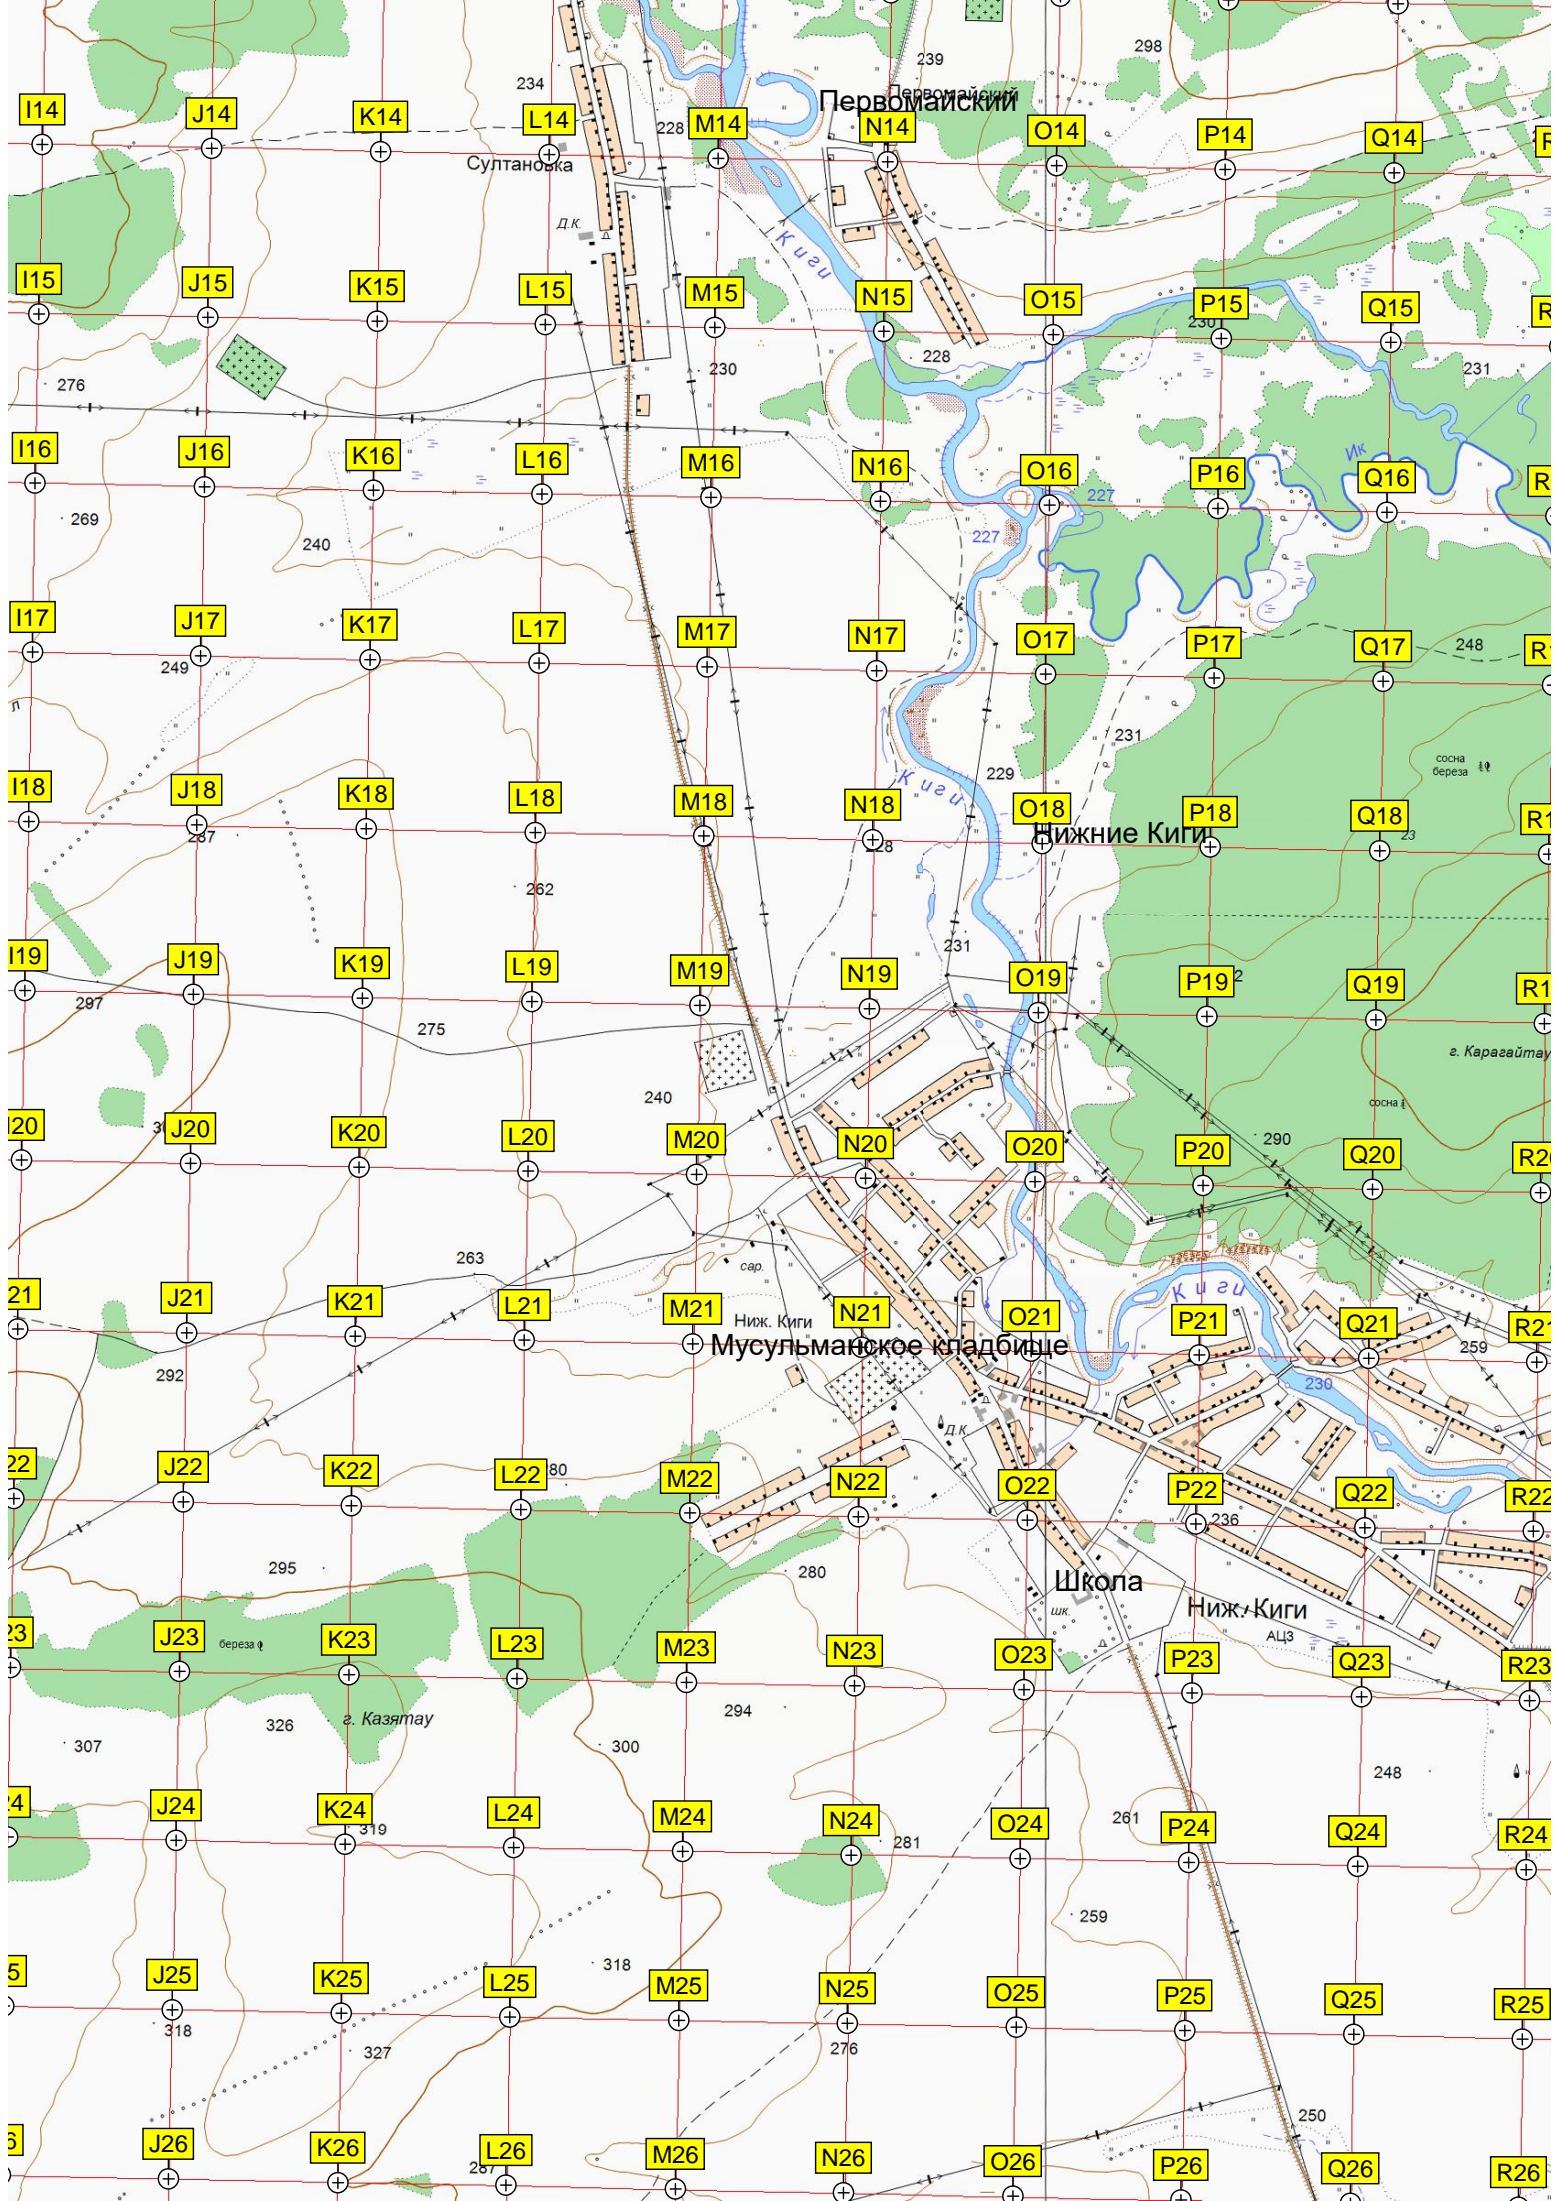 298
239
234
Первомайский
Первомайский
I14 J14 K14 L14 M14 N14 O14 P14 Q14
228
Султановка
Д.К.
Киги
I15 J15 K15 L15 M15 N15 O15 P15 Q15
230
228
230
231
276
Ик
I16 J16 K16 L16 M16 N16 O16 P16 Q16
227
269
240
227
I17 J17 K17 L17 M17 N17 O17 P17 Q17
249
248
л
231
сосна
береза
229
Киги
I18 J18 K18 L18 M18 N18 O18 P18 Q18
Нижние Киги
23
262
231
I19 J19 K19 L19 M19 N19 O19 P19 Q19
2
297
275
г. Карагайтау
240
сосна
J20 K20 L20 M20 N20 O20 P20 Q20
290
263
сар.
Киги
J21 K21 L21 M21 N21 O21 P21 Q21 R21
Ниж. Киги
Мусульманское кладбище
259
292
230
Д.К.
J22 K22 L22 M22 N22 O22 P22 Q22 R22
80
236
295
280
Школа
шк.
Ниж. Киги
АЦЗ
береза
J23 K23 L23 M23 N23 O23 P23 Q23 R23
294
326
г. Казятау
307
300
248
J24 K24 L24 M24 N24 O24 P24 Q24 R24
319
281
261
259
318
J25 K25 L25 M25 N25 O25 P25 Q25 R25
318
327
276
250
J26 K26 L26 M26 N26 O26 P26 Q26 R26
287